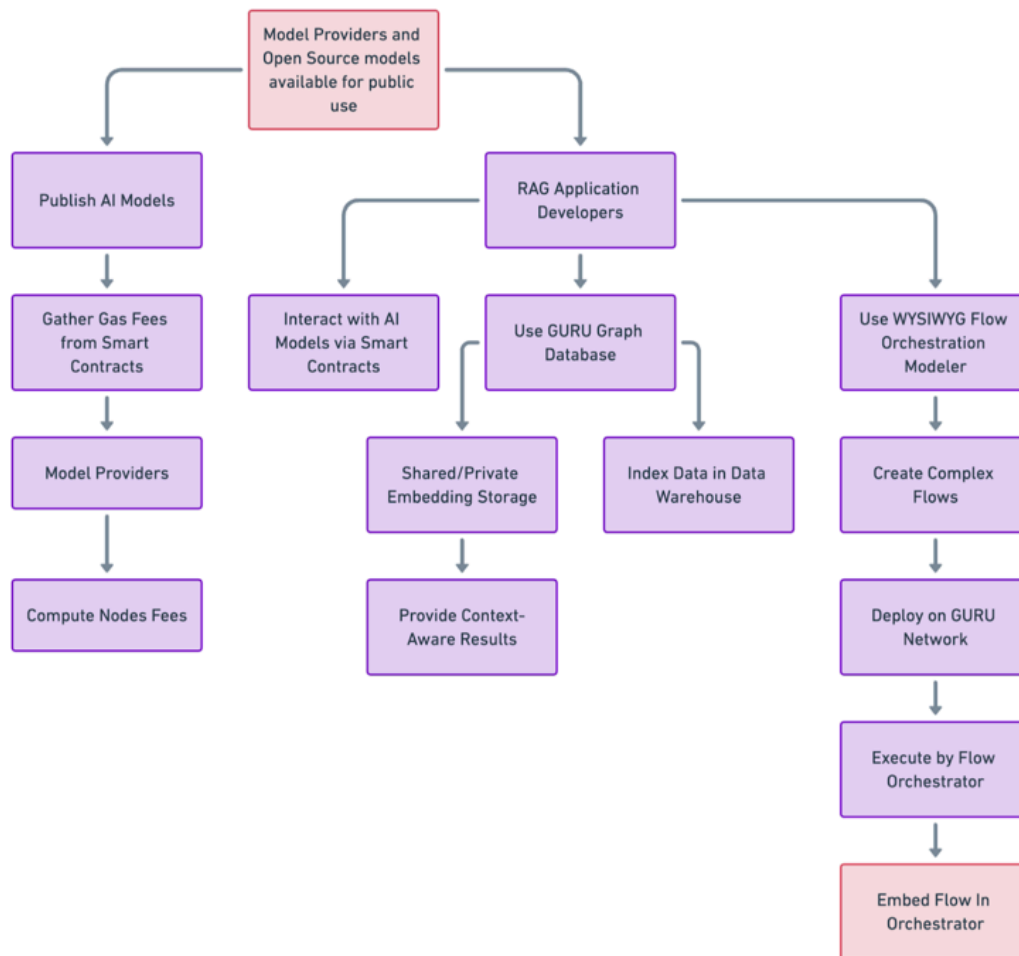 Model Providers and
Open Source models
available for public
use
Publish AI Models
RAG Application
Developers
Gather Gas Fees
from Smart
Contracts
Interact with AI
Models via Smart
Contracts
Use GURU Graph
Database
Use WYSIWYG Flow
Orchestration
Modeler
Model Providers
Shared/Private
Embedding Storage
Index Data in Data
Warehouse
Create Complex
Flows
Compute Nodes Fees
Provide Context-
Aware Results
Deploy on GURU
Network
Execute by Flow
Orchestrator
Embed Flow In
Orchestrator